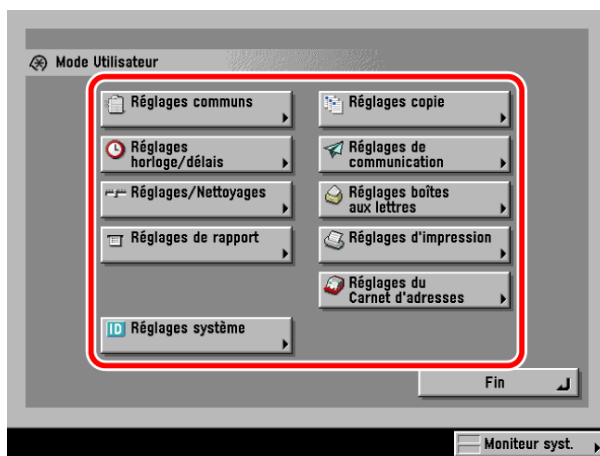 Mode Utilisateur
Réglages communs
Réglages
horloge/délais
Réglages/Nettoyages
Réglages de rapport
ID Réglages système
Réglages copie
Réglages de
communication
Réglages boîtes
aux lettres
Réglages d'impression
Réglages du
Carnet d'adresses
Fin
Moniteur syst.